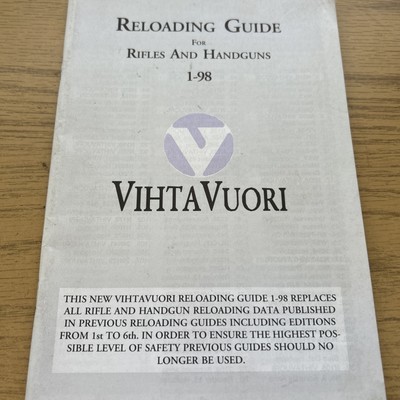 RELOADING GUIDE
FOR
RIFLES AND HANDGUNS
1-98
V
VIHTAVUORI
THIS NEW VIHTAVUORI RELOADING GUIDE 1-98 REPLACES
ALL RIFLE AND HANDGUN RELOADING DATA PUBLISHED
IN PREVIOUS RELOADING GUIDES INCLUDING EDITIONS
FROM 1st TO 6th. IN ORDER TO ENSURE THE HIGHEST POS-
SIBLE LEVEL OF SAFETY PREVIOUS GUIDES SHOULD NO
LONGER BE USED.